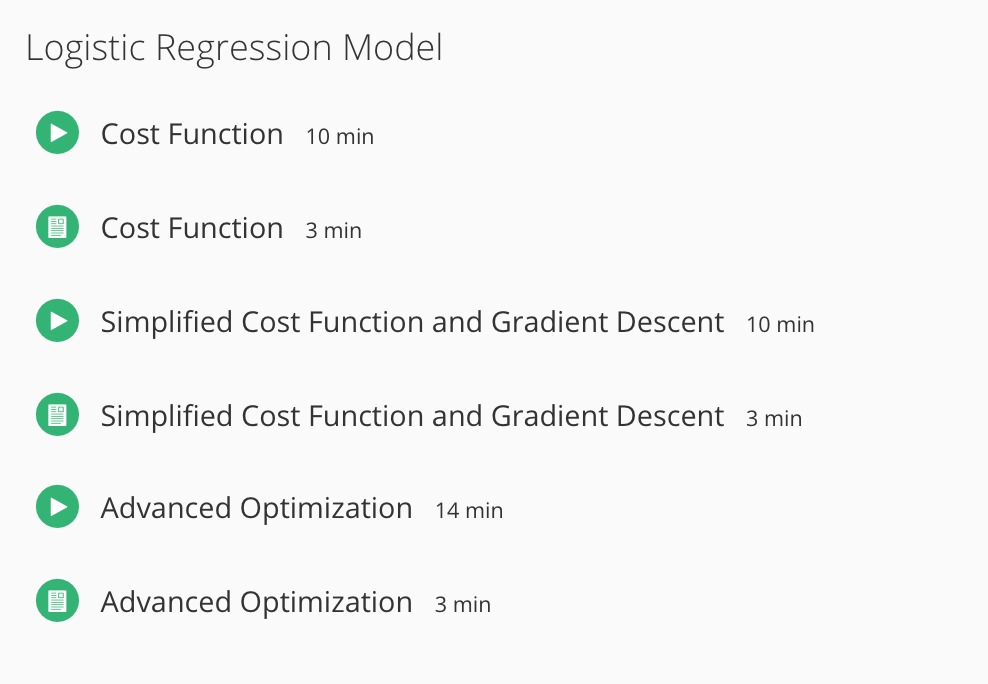 Logistic Regression Model
Cost Function 10 min
Cost Function 3 min
Simplified Cost Function and Gradient Descent 10 min
Simplified Cost Function and Gradient Descent 3 min
Advanced Optimization 14 min
Advanced Optimization 3 min